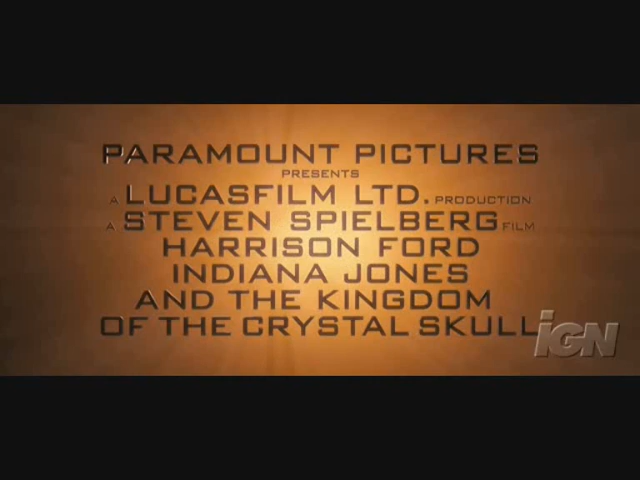 PARAMOUNT PICTURES
PRESENTS
A LUCASFILM LTD. PRODUCTION
A STEVEN SPIELBERG FILM
HARRISON FORD
INDIANA JONES
AND THE KINGDOM
OF THE CRYSTAL SKULL
IGN